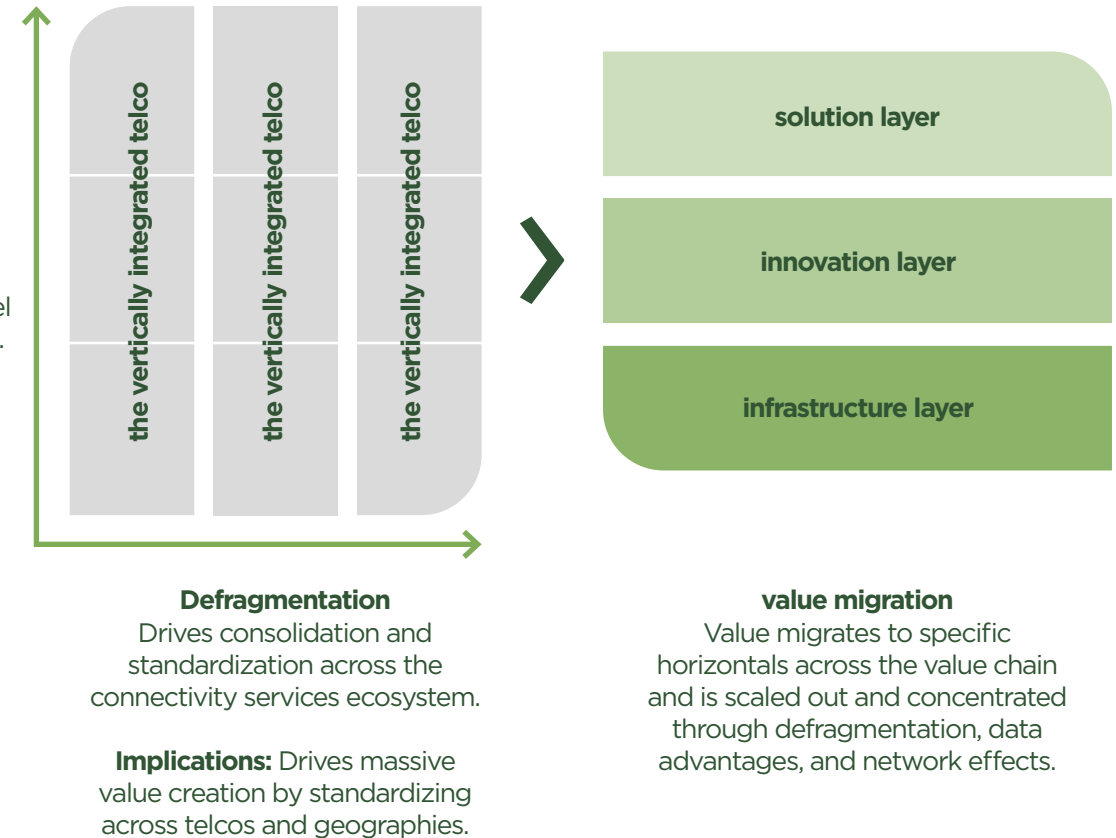 the vertically integrated telco
the vertically integrated telco
the vertically integrated telco
solution layer
innovation layer
infrastructure layer
Defragmentation
Drives consolidation and
standardization across the
connectivity services ecosystem.
Implications: Drives massive
value creation by standardizing
across telcos and geographies.
value migration
Value migrates to specific
horizontals across the value chain
and is scaled out and concentrated
through defragmentation, data
advantages, and network effects.